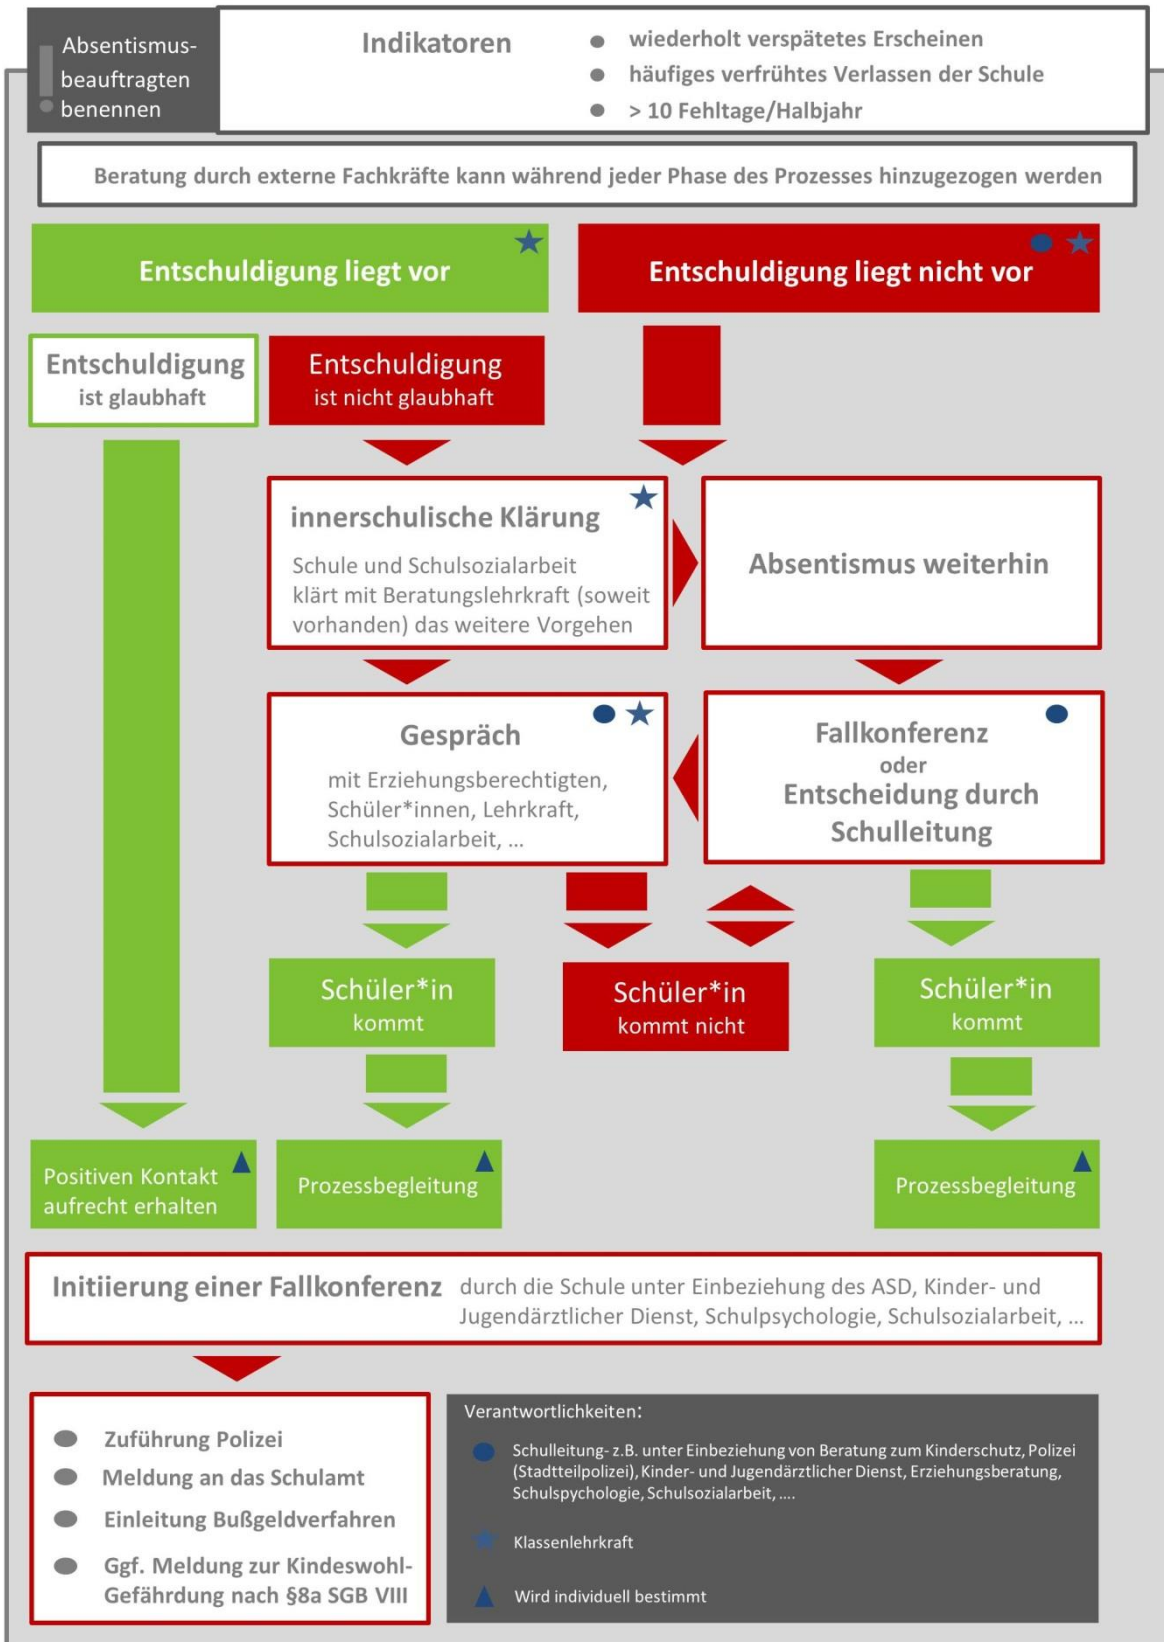 Absentismus-
beauftragten
benennen
Indikatoren
wiederholt verspätetes Erscheinen
häufiges verfrühtes Verlassen der Schule
> 10 Fehltage/Halbjahr
Beratung durch externe Fachkräfte kann während jeder Phase des Prozesses hinzugezogen werden
Entschuldigung liegt vor
Entschuldigung liegt nicht vor
Entschuldigung
ist glaubhaft
Entschuldigung
ist nicht glaubhaft
innerschulische Klärung
Schule und Schulsozialarbeit
klärt mit Beratungslehrkraft (soweit
vorhanden) das weitere Vorgehen
Absentismus weiterhin
Gespräch
mit Erziehungsberechtigten,
Schüler*innen, Lehrkraft,
Schulsozialarbeit, ...
Fallkonferenz
oder
Entscheidung durch
Schulleitung
Schüler*in
kommt
Schüler*in
kommt nicht
Schüler*in
kommt
Positiven Kontakt
aufrecht erhalten
Prozessbegleitung
Prozessbegleitung
Initiierung einer Fallkonferenz durch die Schule unter Einbeziehung des ASD, Kinder- und
Jugendärztlicher Dienst, Schulpsychologie, Schulsozialarbeit, ...
Zuführung Polizei
Meldung an das Schulamt
Einleitung Bußgeldverfahren
Ggf. Meldung zur Kindeswohl-
Gefährdung nach §8a SGB VIII
Verantwortlichkeiten:
Schulleitung- z.B. unter Einbeziehung von Beratung zum Kinderschutz, Polizei
(Stadtteilpolizei), Kinder- und Jugendärztlicher Dienst, Erziehungsberatung,
Schulspychologie, Schulsozialarbeit, ....
Klassenlehrkraft
Wird individuell bestimmt